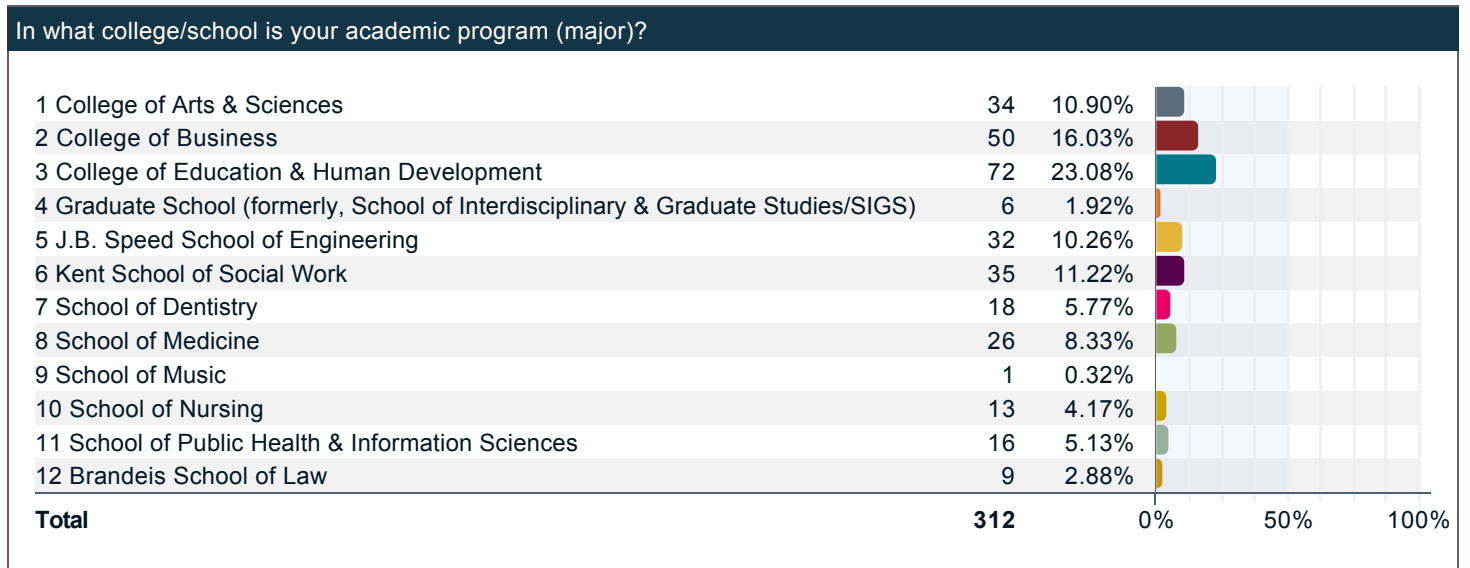 In what college/school is your academic program (major)?
1 College of Arts & Sciences 34 10.90%
2 College of Business 50 16.03%
3 College of Education & Human Development 72 23.08%
4 Graduate School (formerly, School of Interdisciplinary & Graduate Studies/SIGS) 6 1.92%
5 J.B. Speed School of Engineering 32 10.26%
6 Kent School of Social Work 35 11.22%
7 School of Dentistry 18 5.77%
8 School of Medicine 26 8.33%
9 School of Music 1 0.32%
10 School of Nursing 13 4.17%
11 School of Public Health & Information Sciences 16 5.13%
12 Brandeis School of Law 9 2.88%
Total 312 0% 50% 100%